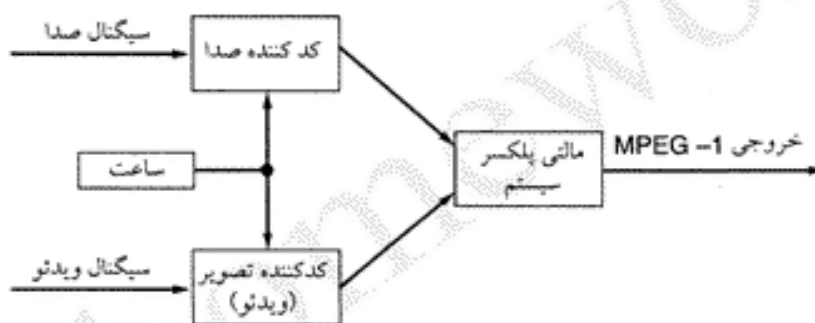 سیگنال صدا
کد کننده صدا
مالتی پلکسر
سیستم
خروجی MPEG –1
ساعت
سیگنال ویدئو
کدکننده تصویر
(ویدئو)